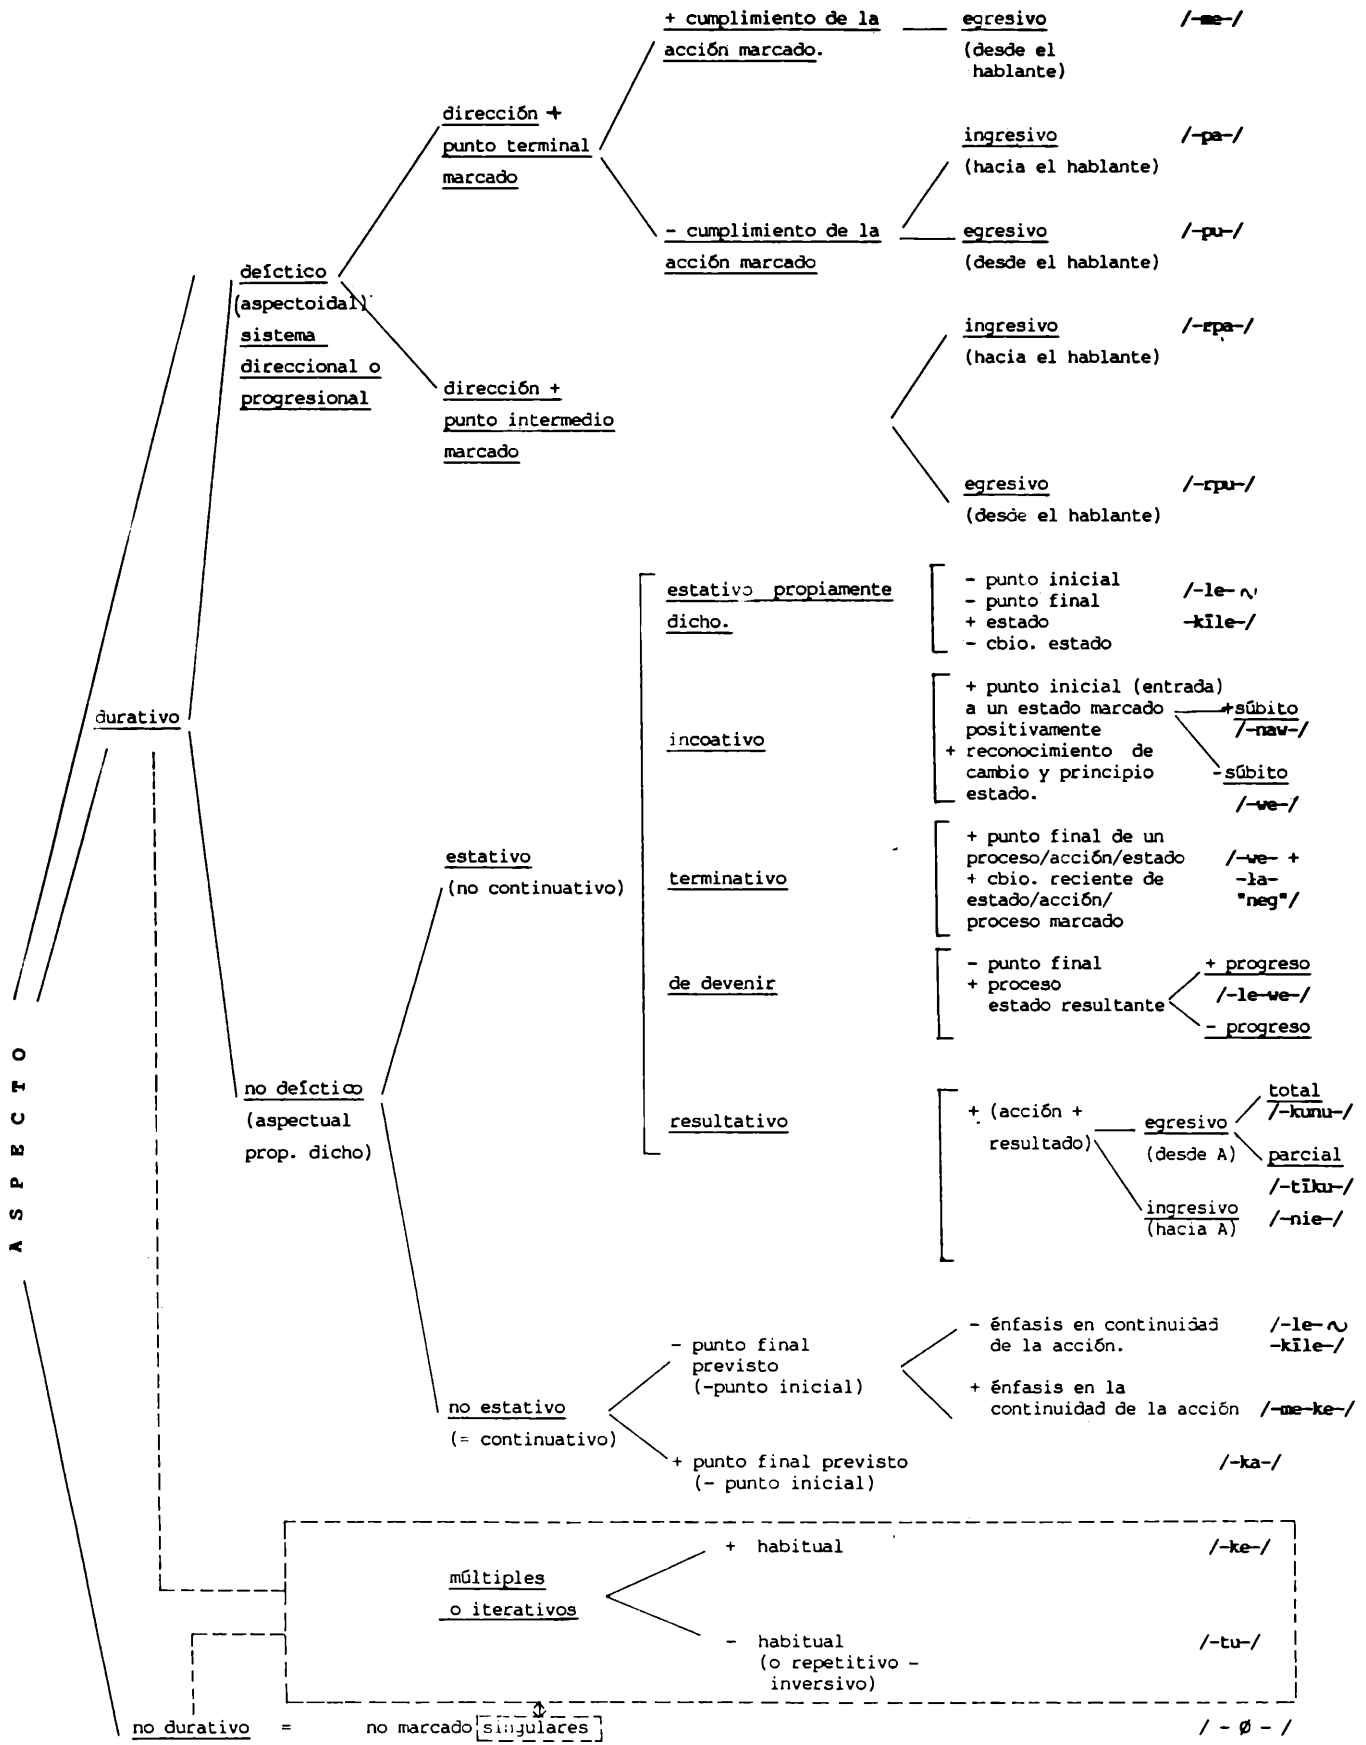 + cumplimiento de la egresivo /-me-/
acción marcado. (desde el
hablante)
dirección +
punto terminal
marcado
ingresivo /-pa-/
(hacia el hablante)
- cumplimiento de la egresivo /-pu-/
acción marcado (desde el hablante)
deíctico
(aspectoidal)
sistema
direccional o
progresional
ingresivo /-rpa-/
(hacia el hablante)
dirección +
punto intermedio
marcado
egresivo /-rpu-/
(desde el hablante)
durativo
estativo propiamente
dicho.
- punto inicial
- punto final
+ estado
- cbio. estado
/-le- ~
-kīle-/
incoativo
+ punto inicial (entrada)
a un estado marcado
positivamente
+ reconocimiento de
cambio y principio
estado.
+súbito
/-naw-/
-súbito
/-we-/
estativo
(no continuativo)
terminativo
+ punto final de un
proceso/acción/estado
+ cbio. reciente de
estado/acción/
proceso marcado
/-we- +
-ła-
"neg"/
de devenir
- punto final
+ proceso
estado resultante
+ progreso
/-le-we-/
- progreso
ASPECTO
no deíctico
(aspectual
prop. dicho)
resultativo
+ (acción +
resultado)
egresivo
(desde A)
total
/-kunu-/
parcial
/-tīku-/
ingresivo
(hacia A)
/-nie-/
- punto final
previsto
(-punto inicial)
- énfasis en continuidad
de la acción.
/-le- ~
-kīle-/
+ énfasis en la
continuidad de la acción /-me-ke-/
no estativo
(= continuativo)
+ punto final previsto /-ka-/
(- punto inicial)
+ habitual /-ke-/
múltiples
o iterativos
- habitual /-tu-/
(o repetitivo -
inversivo)
no durativo = no marcado singulares / - ø - /